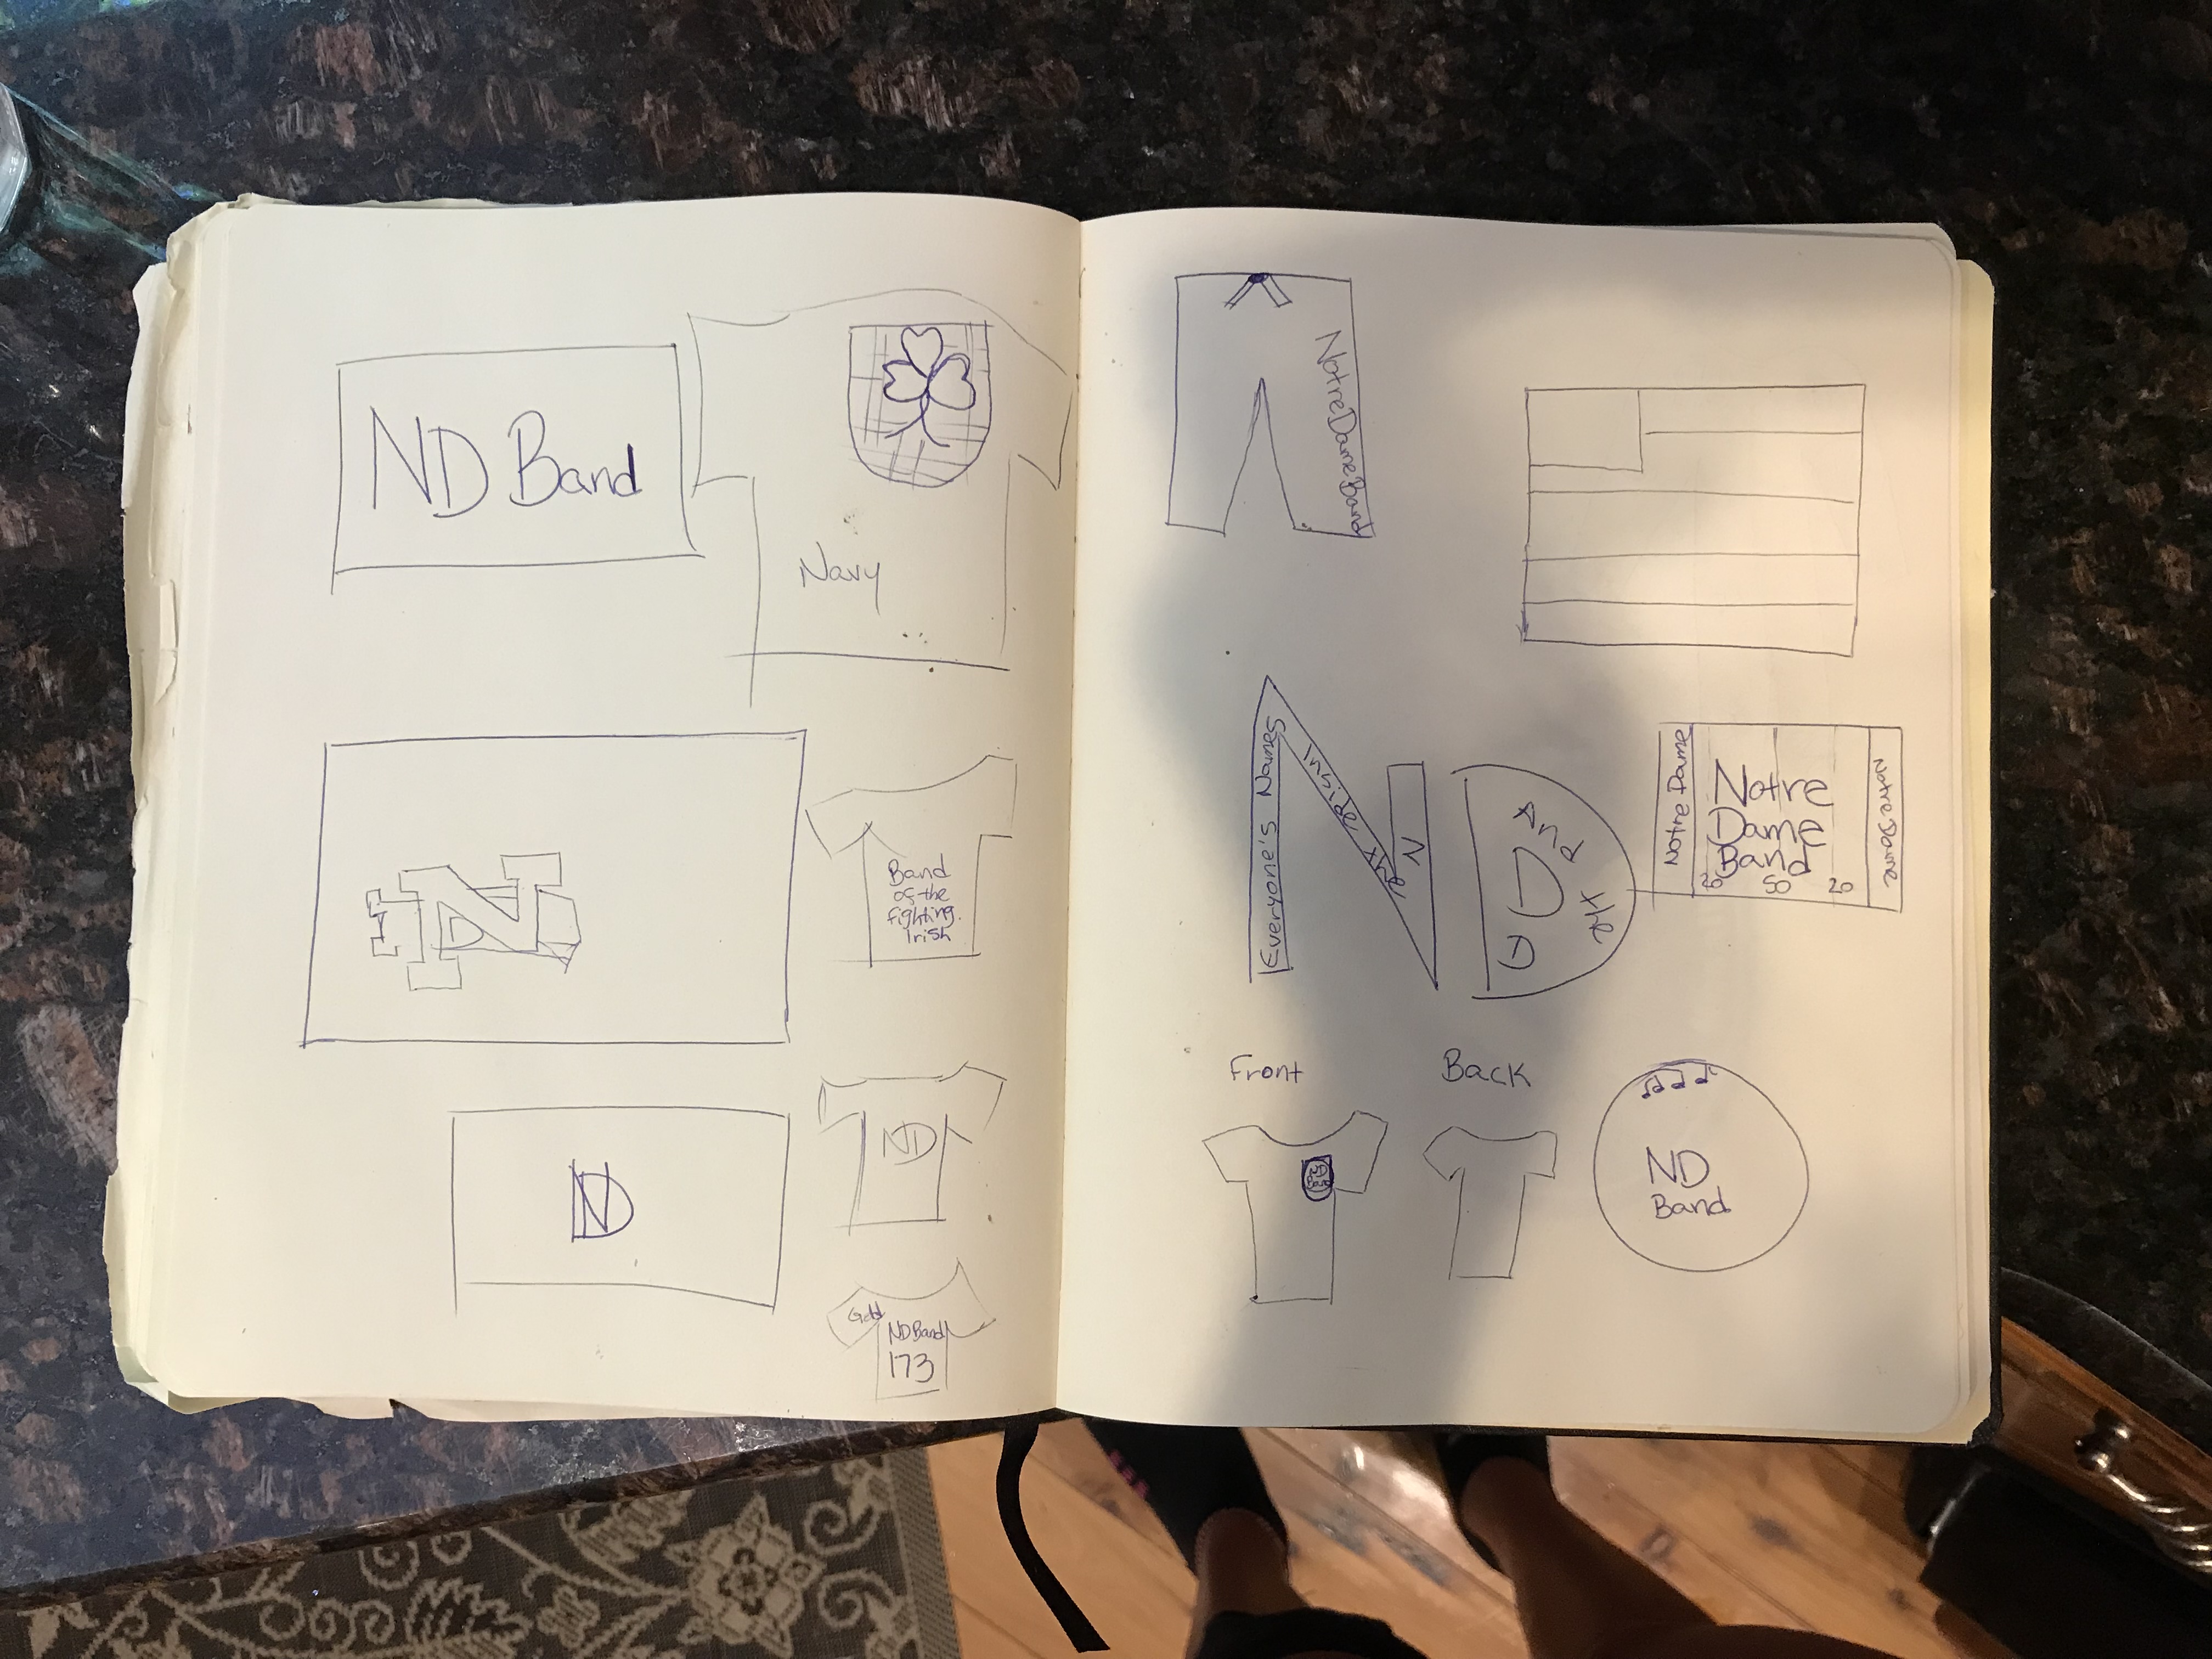 ND Band
Navy
ND
Band
of the
fighting
Irish.
ND
ND
Gold
ND Band
173
Notre Dame Band
Everyone's Names
Inside the
N
And the
D
D
Notre Dame
Notre
Dame
Band
20 50 20
Notre Dame
Front
ND
Band
Back
ND
Band